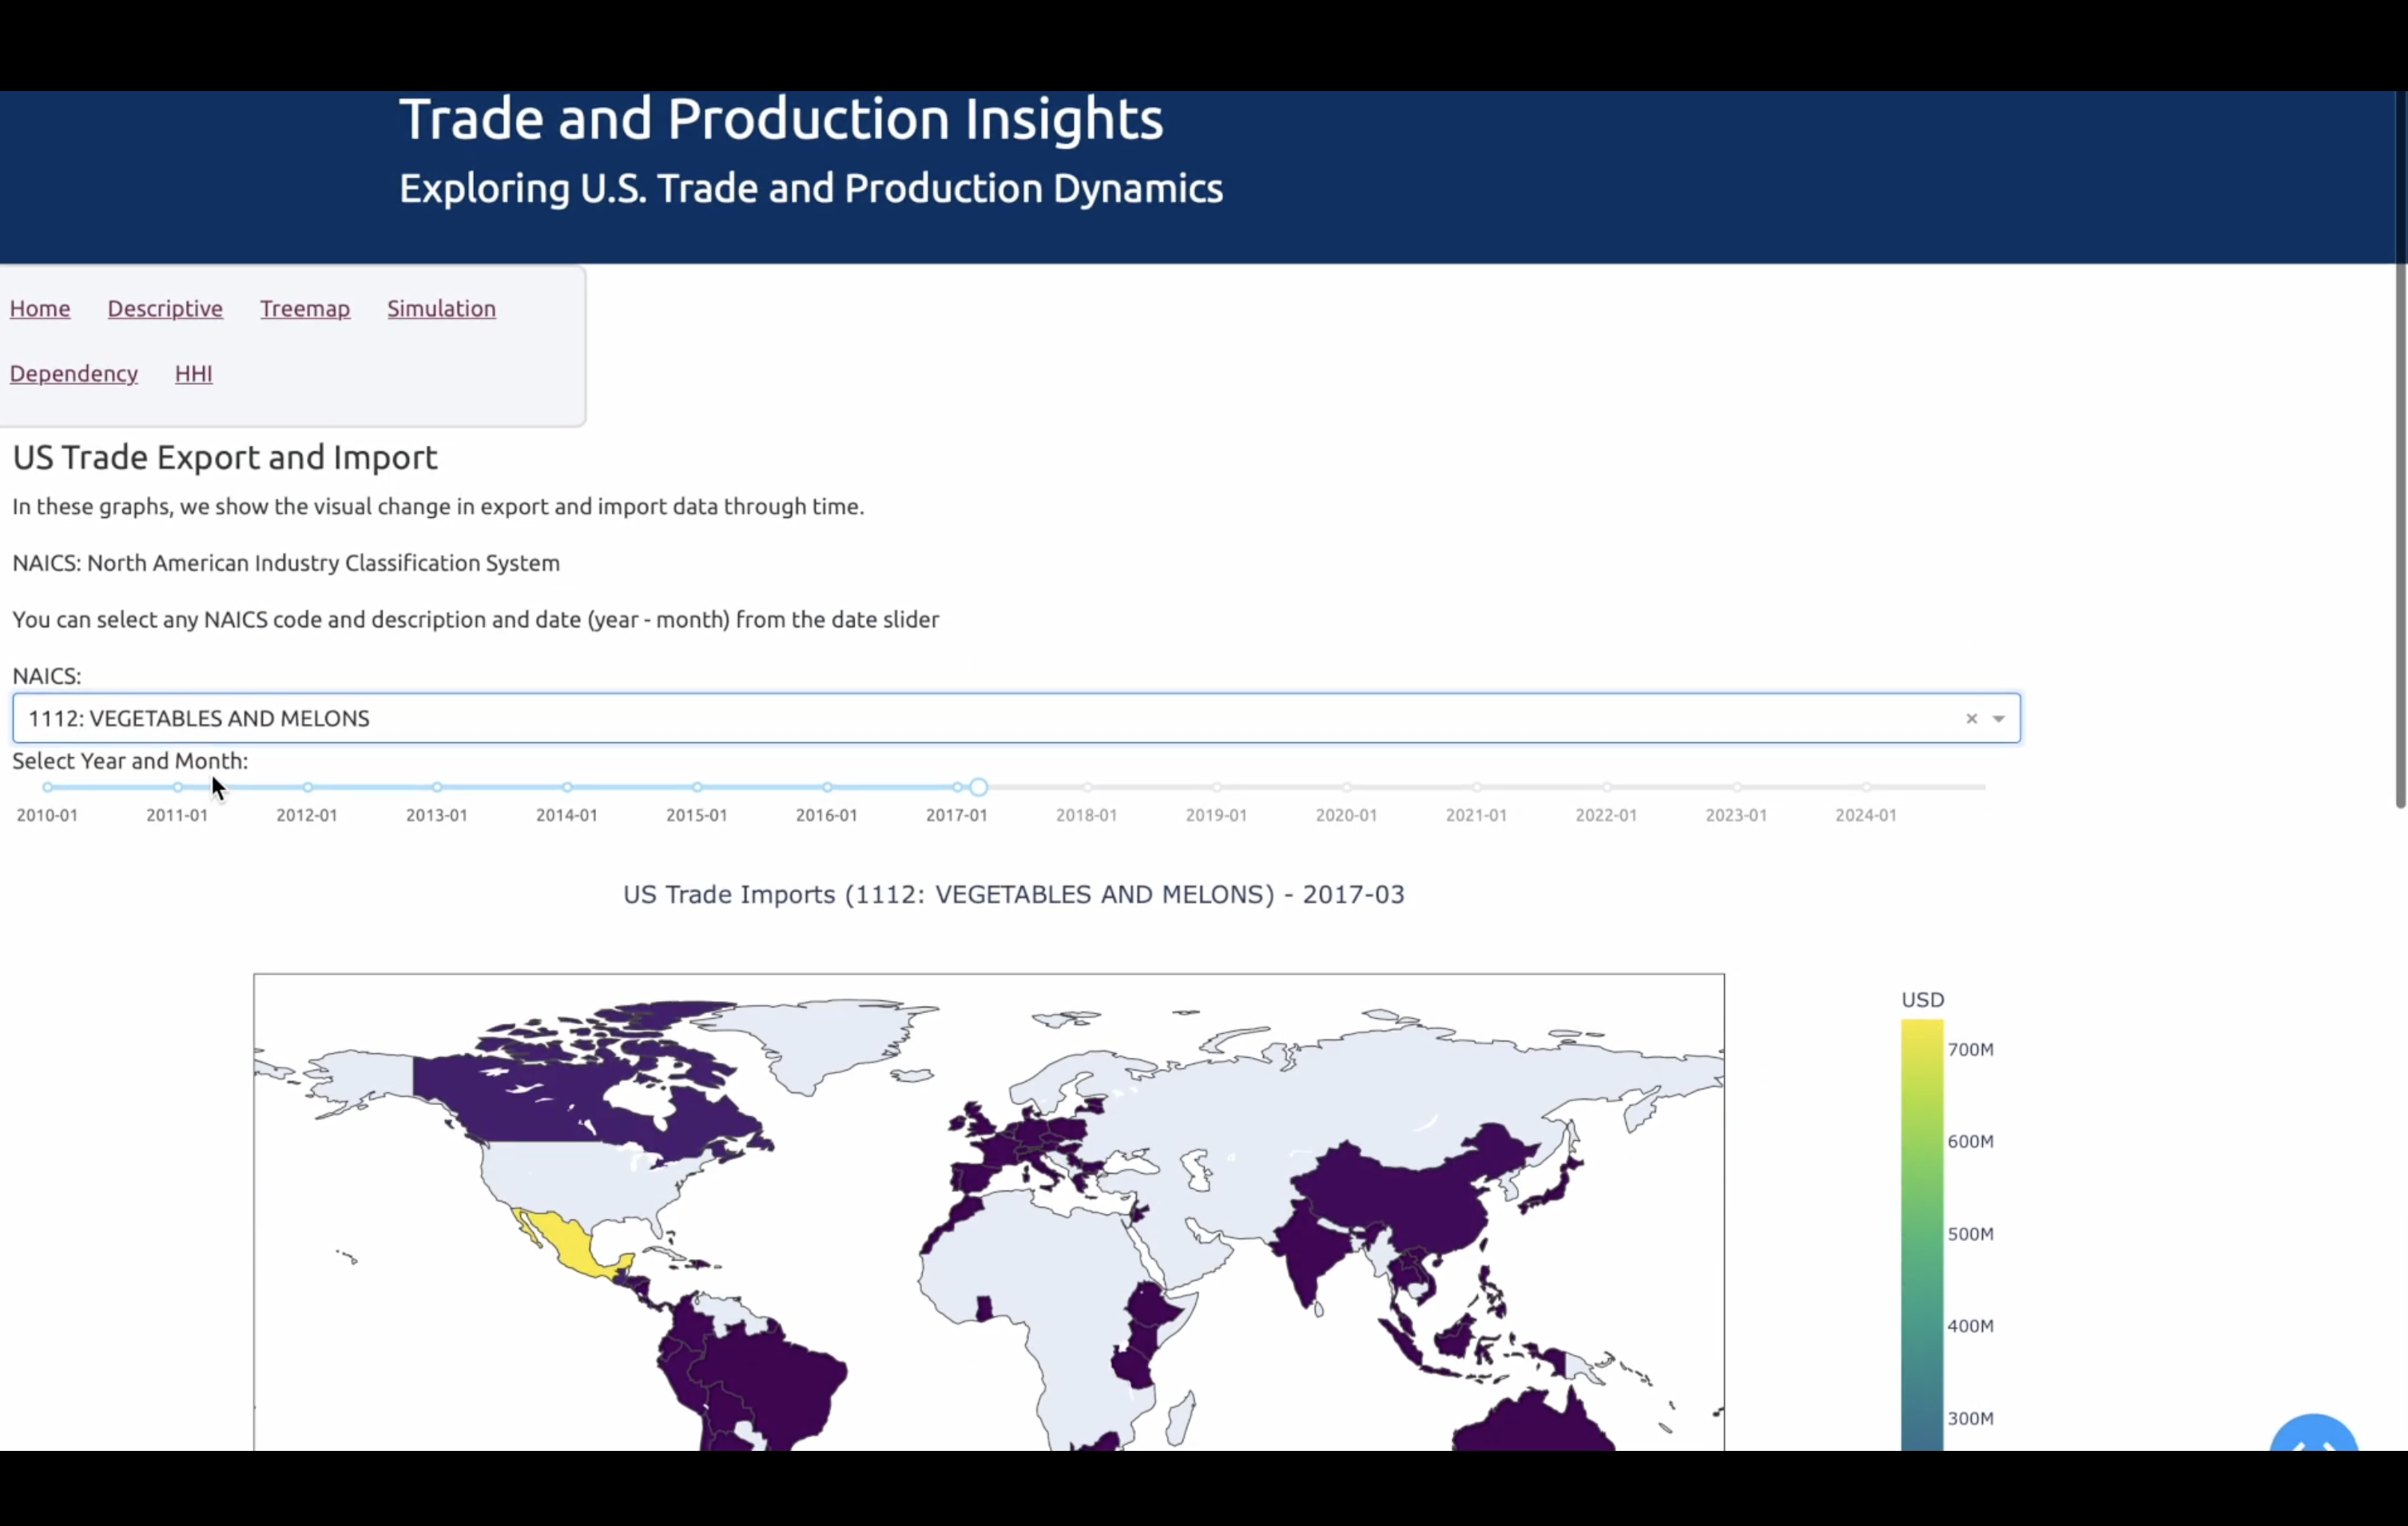 Trade and Production Insights
Exploring U.S. Trade and Production Dynamics
Home Descriptive Treemap Simulation
Dependency HHI
US Trade Export and Import
In these graphs, we show the visual change in export and import data through time.
NAICS: North American Industry Classification System
You can select any NAICS code and description and date (year - month) from the date slider
NAICS:
1112: VEGETABLES AND MELONS
Select Year and Month:
2010-01 2011-01 2012-01 2013-01 2014-01 2015-01 2016-01 2017-01 2018-01 2019-01 2020-01 2021-01 2022-01 2023-01 2024-01
US Trade Imports (1112: VEGETABLES AND MELONS) - 2017-03
USD
700M
600M
500M
400M
300M